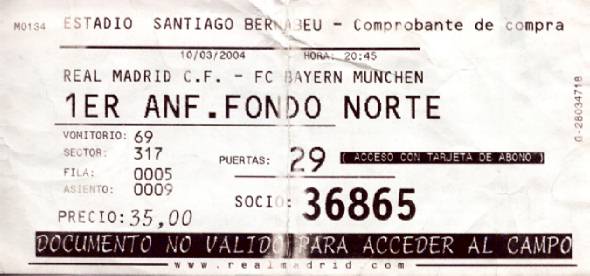 M0134 ESTADIO SANTIAGO BERNABEU - Comprobante de compra
10/03/2004 HORA: 20:45
REAL MADRID C.F. - FC BAYERN MUNCHEN
1ER ANF.FONDO NORTE
VOMITORIO: 69
SECTOR: 317
PUERTAS: 29 ( ACCESO CON TARJETA DE ABONO )
FILA: 0005
ASIENTO: 0009
SOCIO: 36865
PRECIO: 35,00
DOCUMENTO NO VALIDO PARA ACCEDER AL CAMPO
www.realmadrid.com
G-28034718